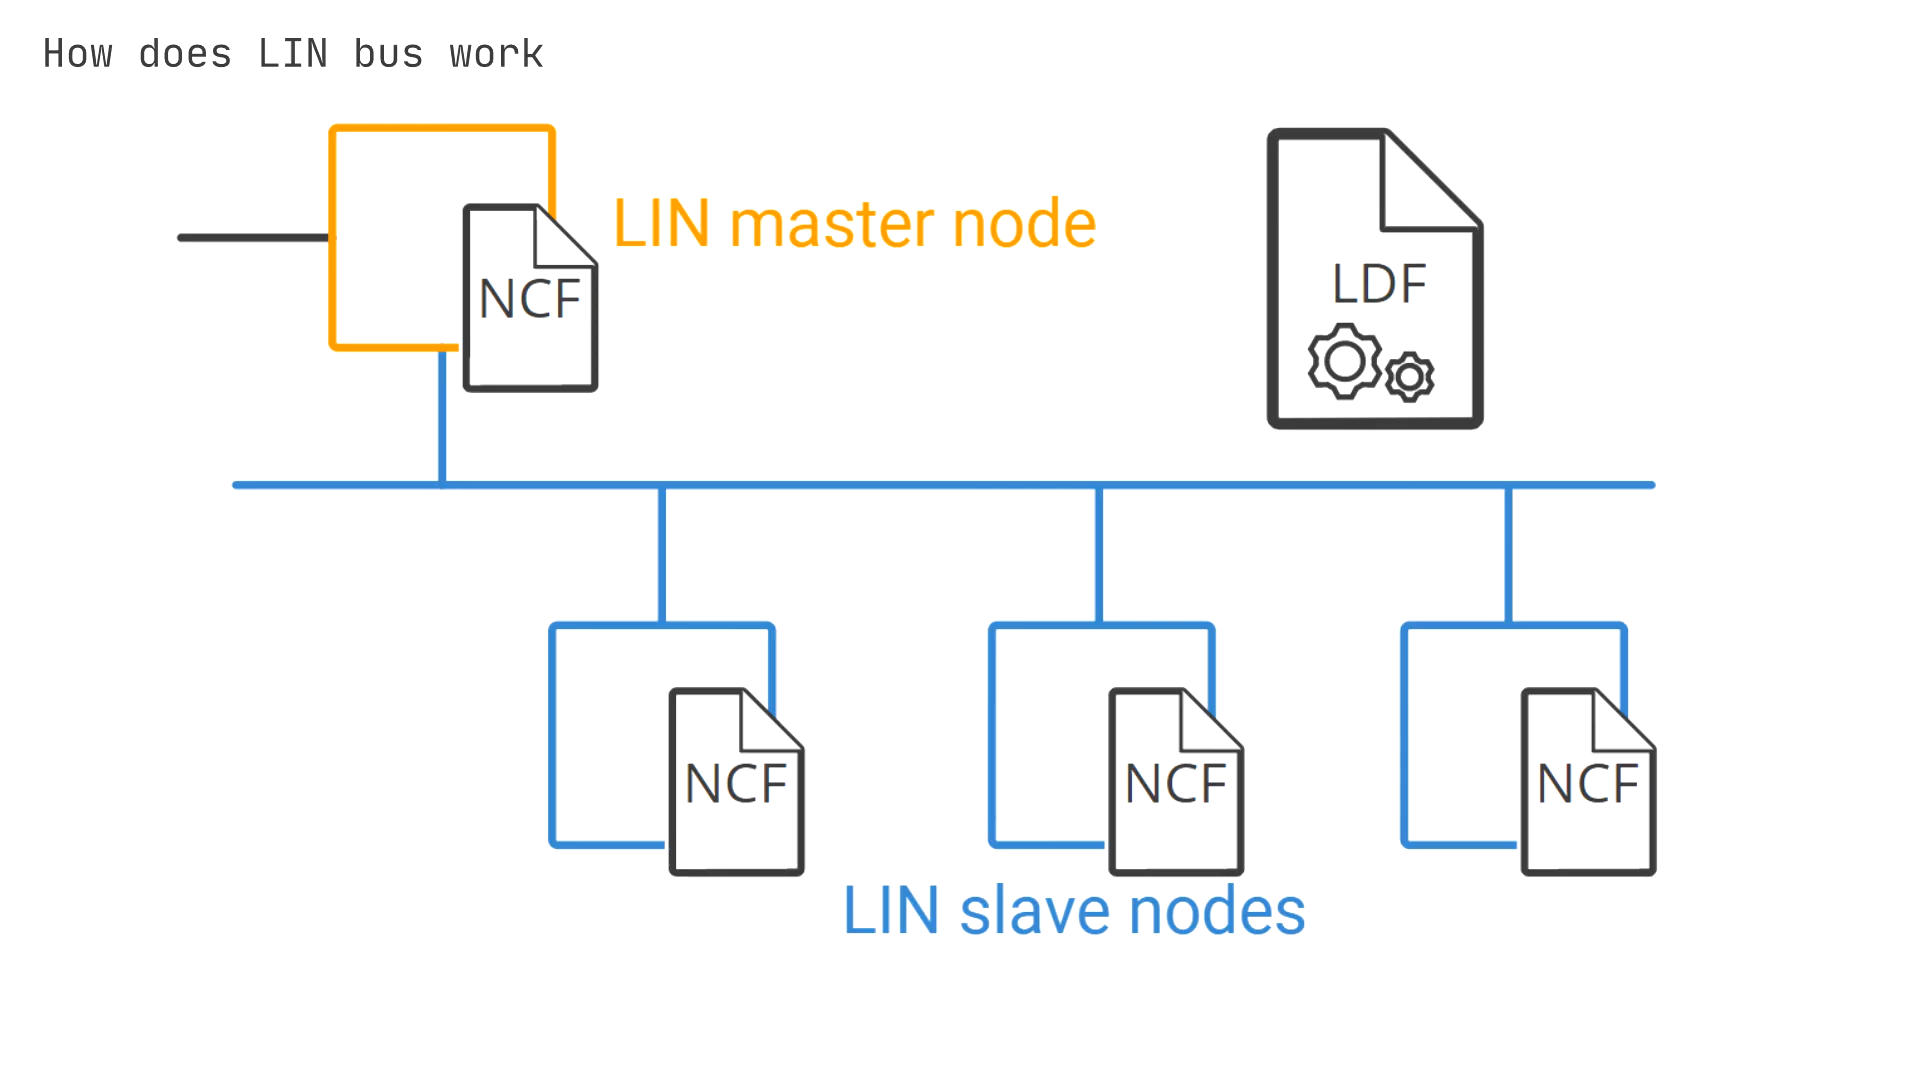 How does LIN bus work
LIN master node
NCF
LDF
NCF
NCF
NCF
LIN slave nodes